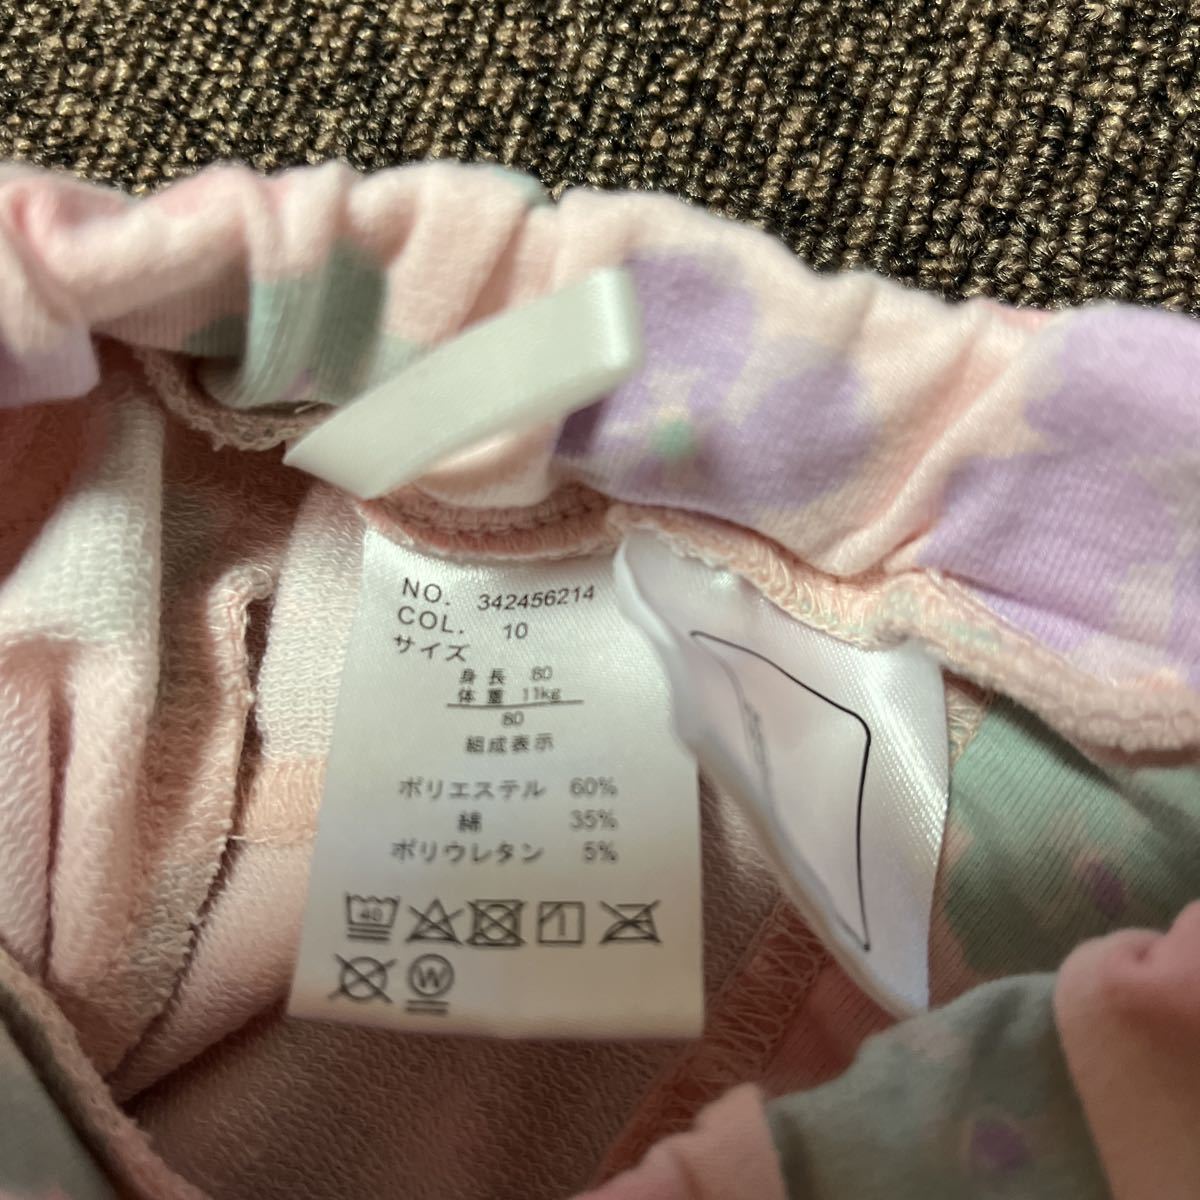 NO. 342456214
COL. 10
サイズ
身長 80
体重 11kg
80
組成表示
ポリエステル 60%
綿 35%
ポリウレタン 5%
40
W